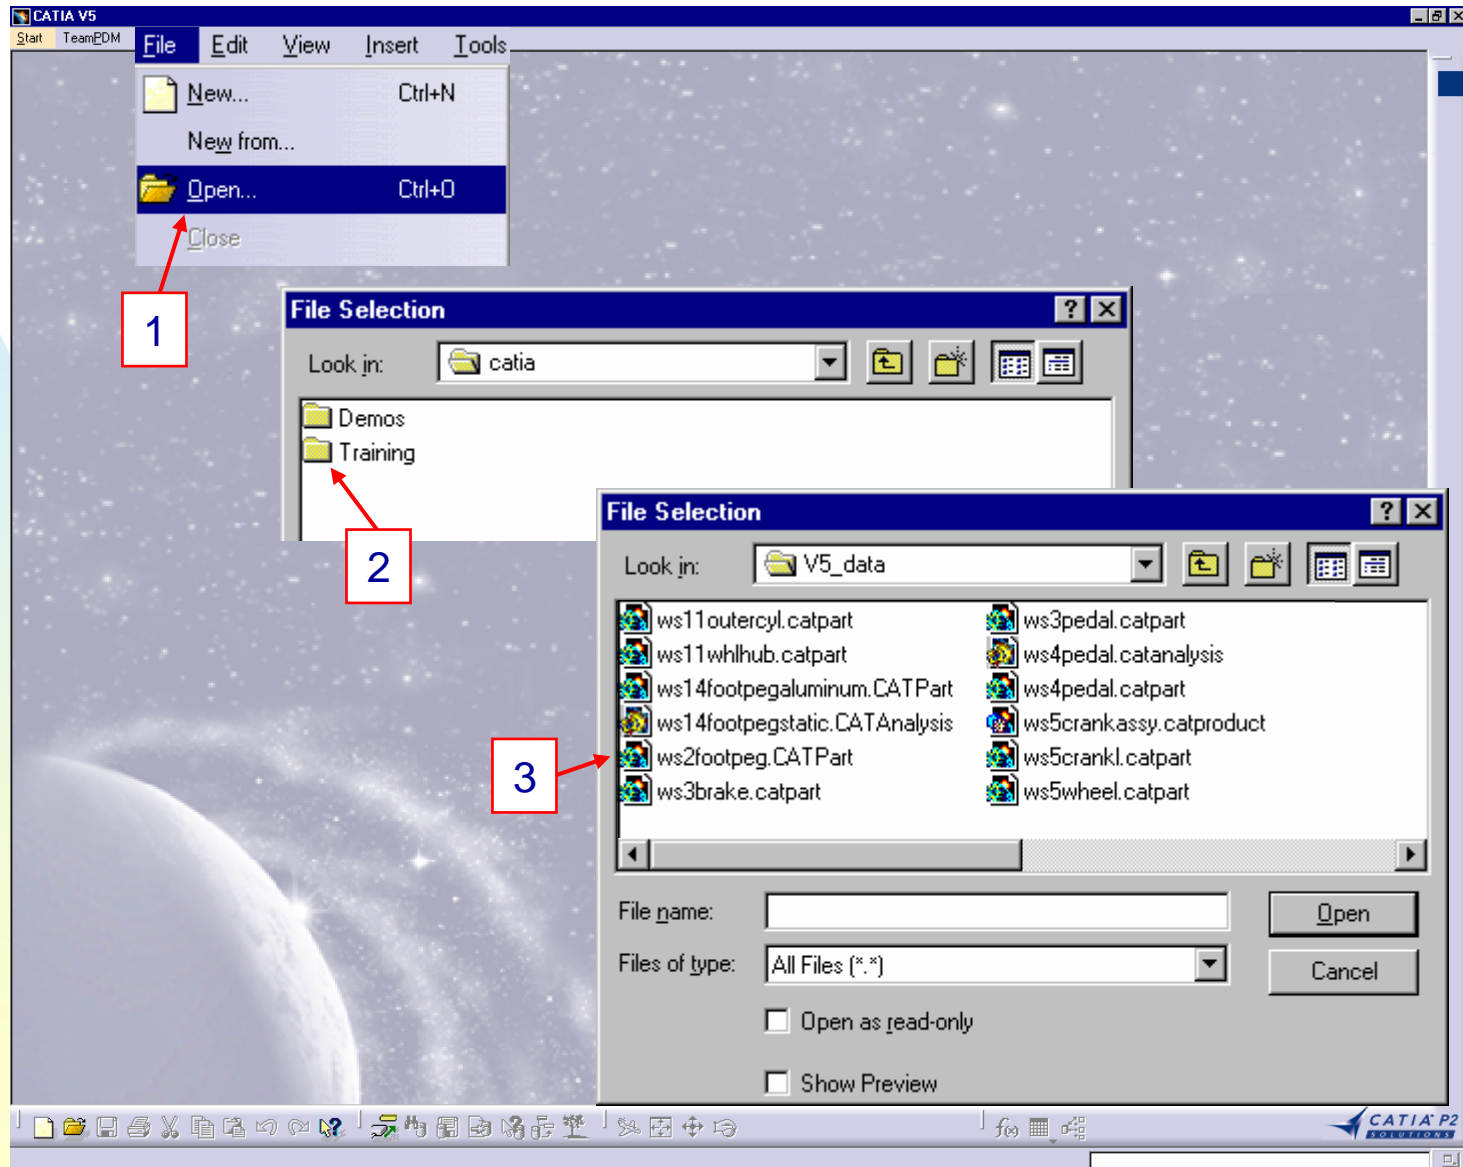 CATIA V5
Start TeamPDM File Edit View Insert Tools
New... Ctrl+N
New from...
Open... Ctrl+O
Close
1
File Selection
Look in: catia
Demos
Training
2
File Selection
Look in: V5_data
ws11outercyl.catpart ws3pedal.catpart
ws11whlhub.catpart ws4pedal.catanalysis
ws14footpegaluminum.CATPart ws4pedal.catpart
ws14footpegstatic.CATAnalysis ws5crankassy.catproduct
ws2footpeg.CATPart ws5crankl.catpart
ws3brake.catpart ws5wheel.catpart
3
File name: Open
Files of type: All Files (*.*) Cancel
Open as read-only
Show Preview
f(x)
CATIA P2
SOLUTIONS